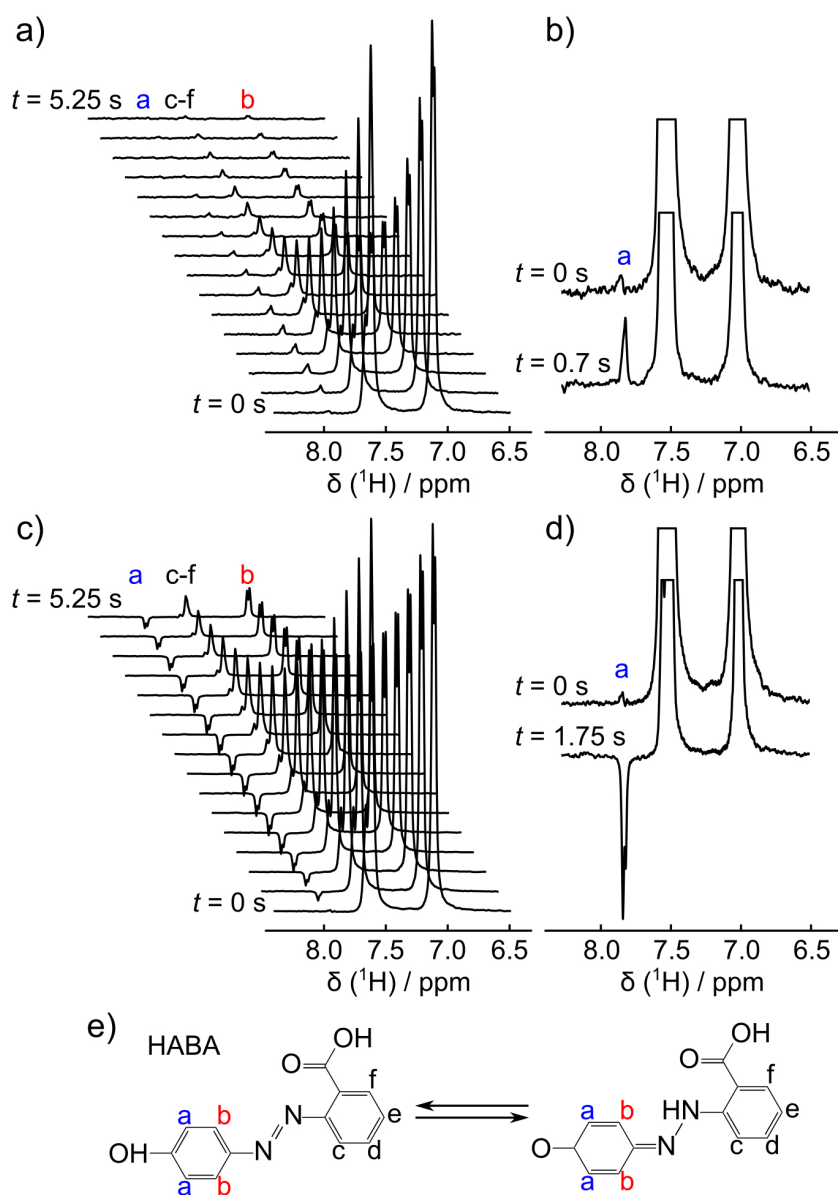 a)
t = 5.25 s a c-f b
t = 0 s
8.0 7.5 7.0 6.5
δ (¹H) / ppm
b)
a
t = 0 s
t = 0.7 s
8.0 7.5 7.0 6.5
δ (¹H) / ppm
c)
a c-f b
t = 5.25 s
t = 0 s
8.0 7.5 7.0 6.5
δ (¹H) / ppm
d)
a
t = 0 s
t = 1.75 s
8.0 7.5 7.0 6.5
δ (¹H) / ppm
e)
HABA
O OH
a b N N f e d c
OH a b
O OH
a b NH N f e d c
O a b